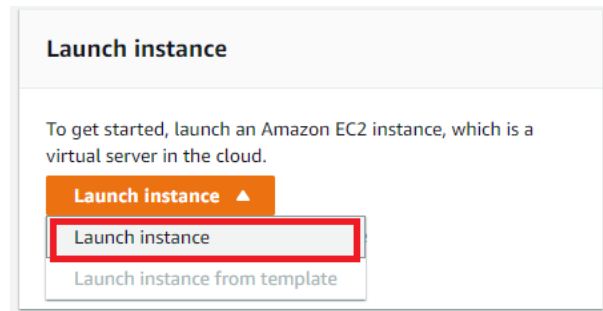 Launch instance
To get started, launch an Amazon EC2 instance, which is a
virtual server in the cloud.
Launch instance
Launch instance
Launch instance from template